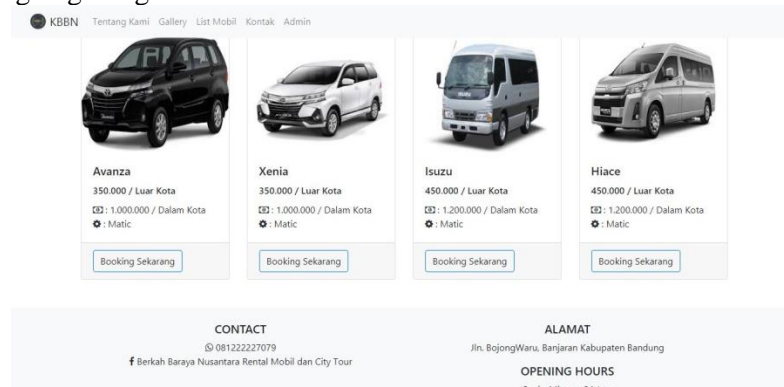 KBBN Tentang Kami Gallery List Mobil Kontak Admin
Avanza
350.000 / Luar Kota
: 1.000.000 / Dalam Kota
: Matic
Booking Sekarang
Xenia
350.000 / Luar Kota
: 1.000.000 / Dalam Kota
: Matic
Booking Sekarang
Isuzu
450.000 / Luar Kota
: 1.200.000 / Dalam Kota
: Matic
Booking Sekarang
Hiace
450.000 / Luar Kota
: 1.200.000 / Dalam Kota
: Matic
Booking Sekarang
CONTACT
081222227079
Berkah Baraya Nusantara Rental Mobil dan City Tour
ALAMAT
Jln. BojongWaru, Banjaran Kabupaten Bandung
OPENING HOURS